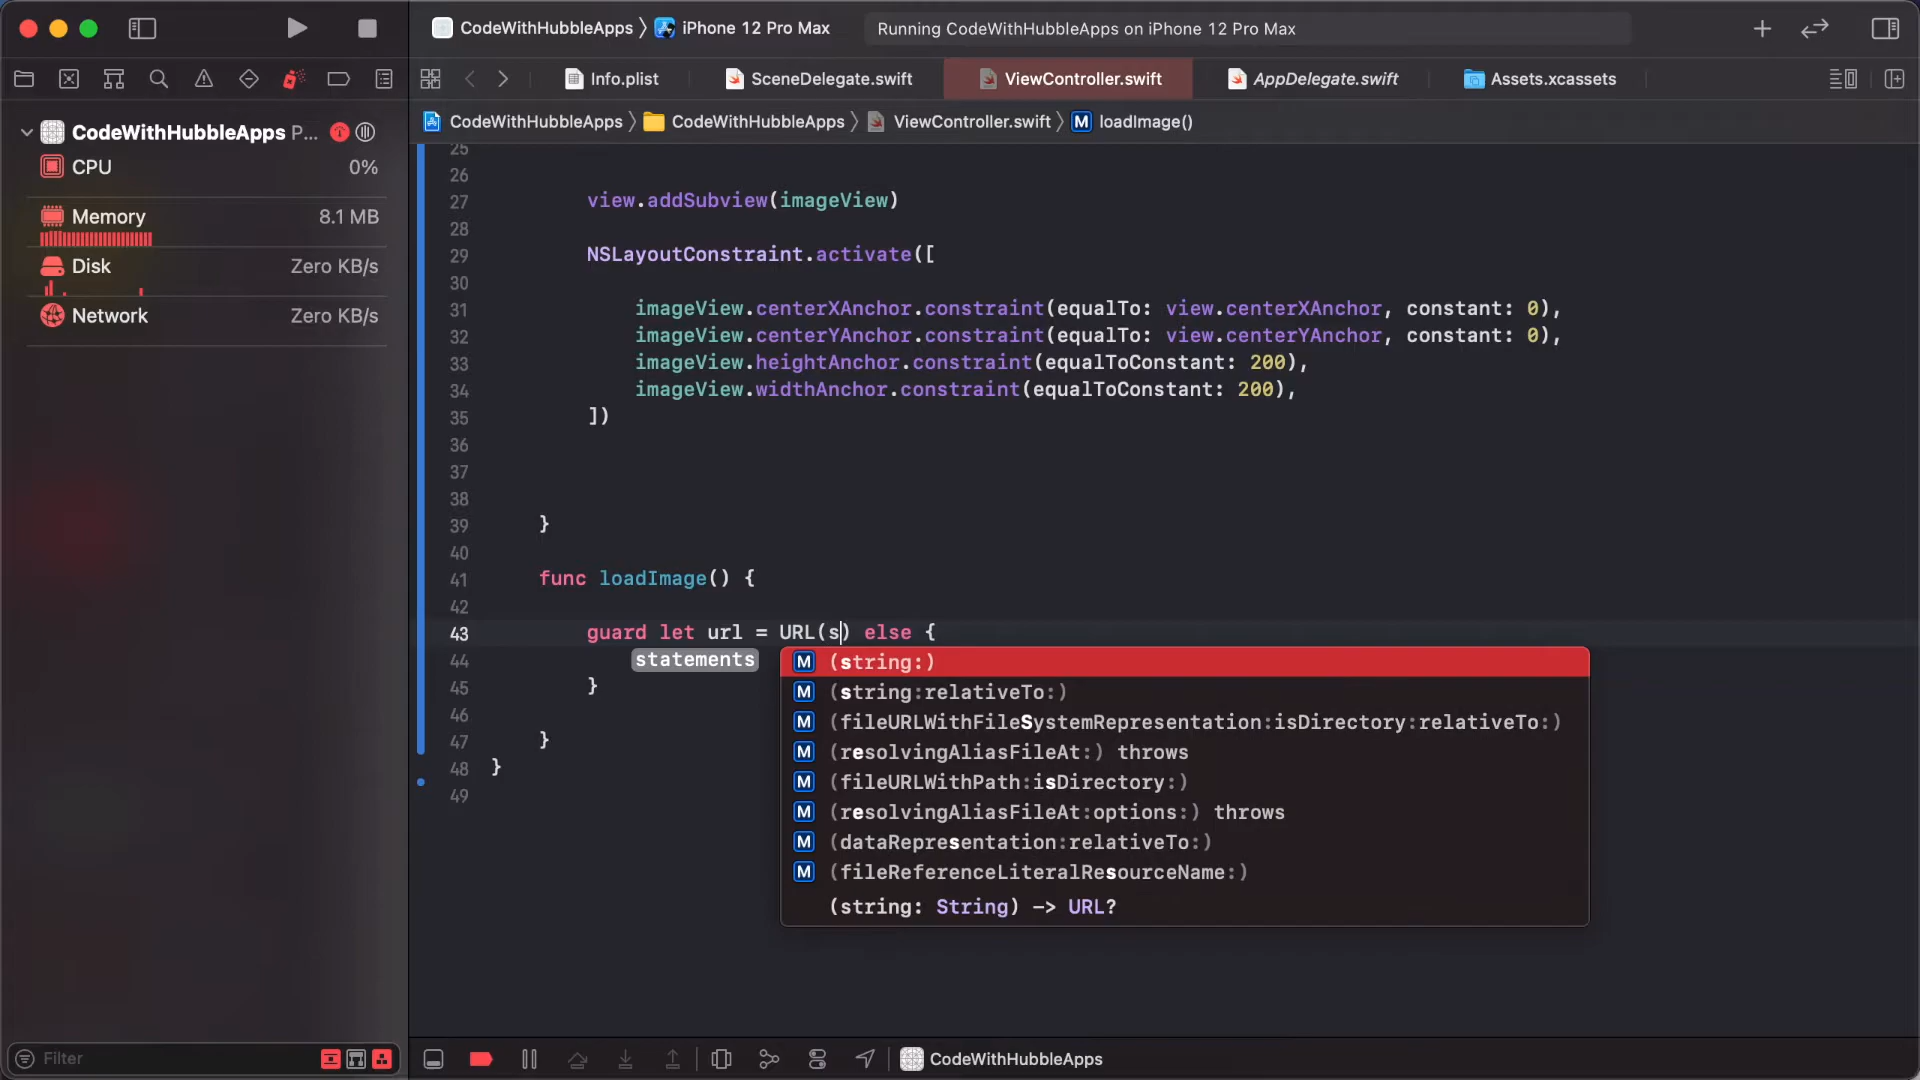 CodeWithHubbleApps
iPhone 12 Pro Max
Running CodeWithHubbleApps on iPhone 12 Pro Max
Info.plist
SceneDelegate.swift
ViewController.swift
AppDelegate.swift
Assets.xcassets
CodeWithHubbleApps P...
CodeWithHubbleApps
CodeWithHubbleApps
ViewController.swift
M loadImage()
CPU 0%
Memory 8.1 MB
Disk Zero KB/s
Network Zero KB/s
25
26
27 view.addSubview(imageView)
28
29 NSLayoutConstraint.activate([
30
31 imageView.centerXAnchor.constraint(equalTo: view.centerXAnchor, constant: 0),
32 imageView.centerYAnchor.constraint(equalTo: view.centerYAnchor, constant: 0),
33 imageView.heightAnchor.constraint(equalToConstant: 200),
34 imageView.widthAnchor.constraint(equalToConstant: 200),
35 ])
36
37
38
39 }
40
41 func loadImage() {
42
43 guard let url = URL(s) else {
44 statements
45 }
46
47 }
48 }
49
M (string:)
M (string:relativeTo:)
M (fileURLWithFileSystemRepresentation:isDirectory:relativeTo:)
M (resolvingAliasFileAt:) throws
M (fileURLWithPath:isDirectory:)
M (resolvingAliasFileAt:options:) throws
M (dataRepresentation:relativeTo:)
M (fileReferenceLiteralResourceName:)
(string: String) -> URL?
Filter
CodeWithHubbleApps